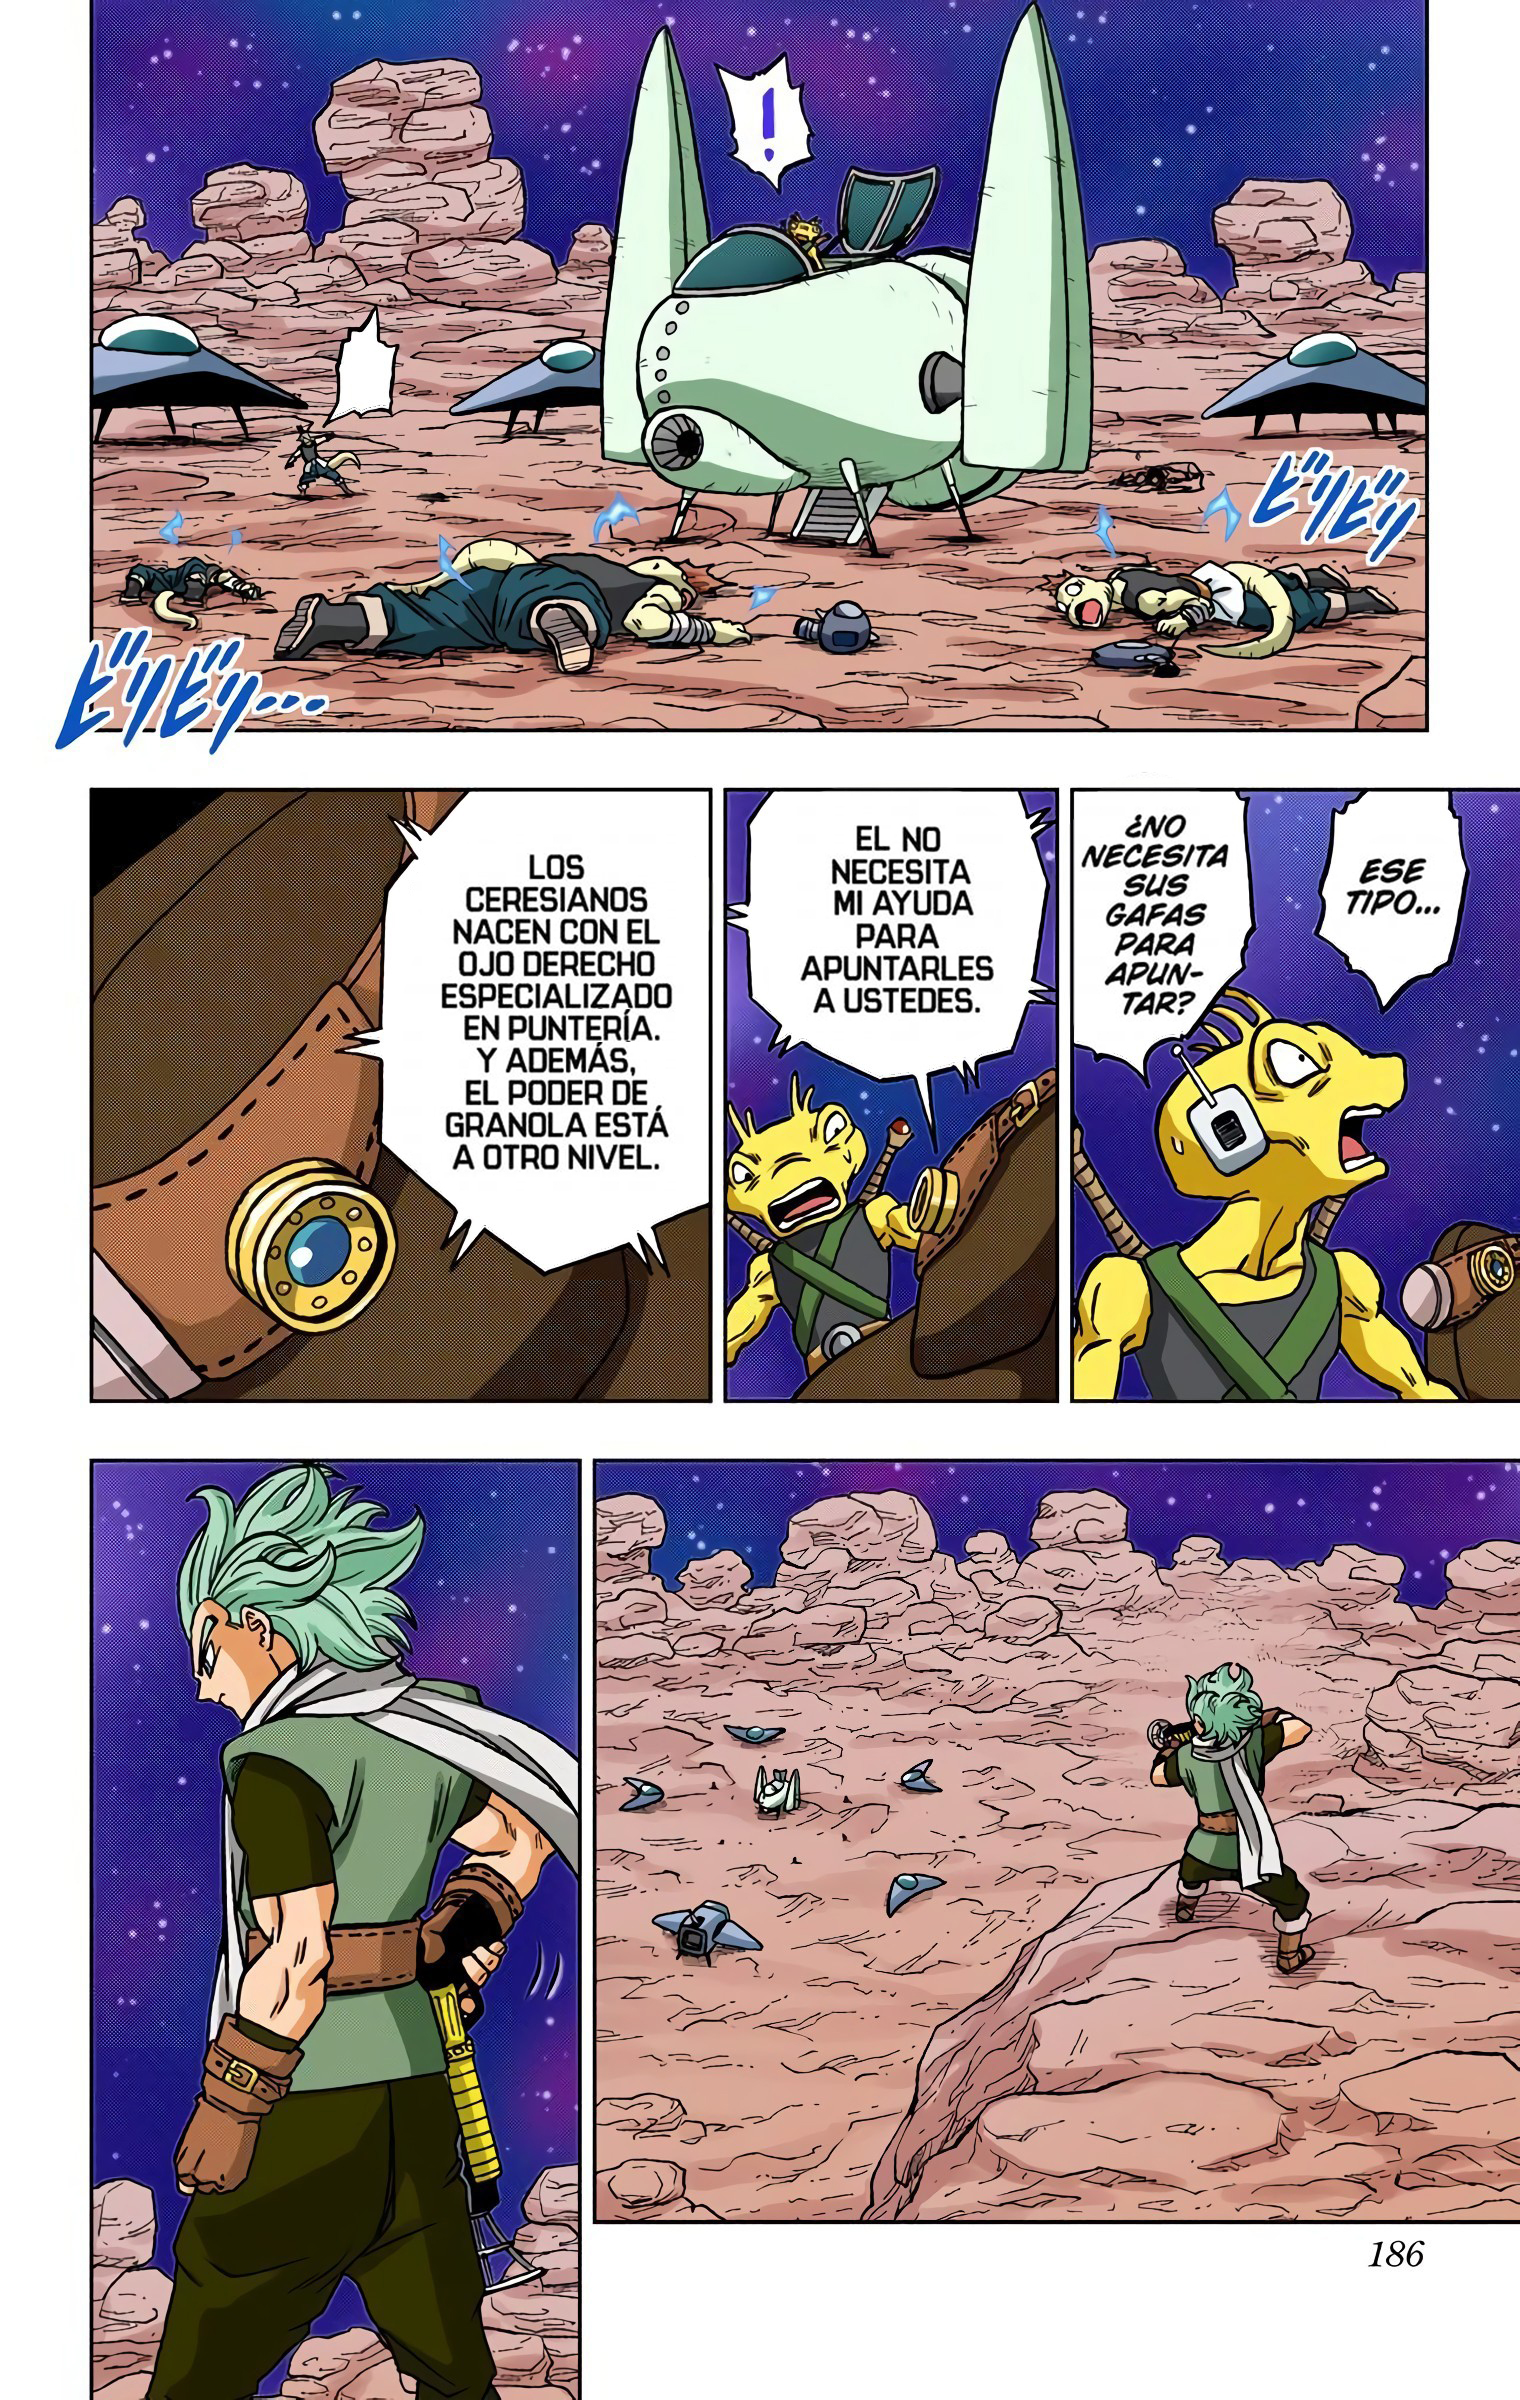 !
ビリビリ
ビリビリ…
ESE
TIPO...
¿NO
NECESITA
SUS
GAFAS
PARA
APUN-
TAR?
EL NO
NECESITA
MI AYUDA
PARA
APUNTARLES
A USTEDES.
LOS
CERESIANOS
NACEN CON EL
OJO DERECHO
ESPECIALIZADO
EN PUNTERÍA.
Y ADEMÁS,
EL PODER DE
GRANOLA ESTÁ
A OTRO NIVEL.
186